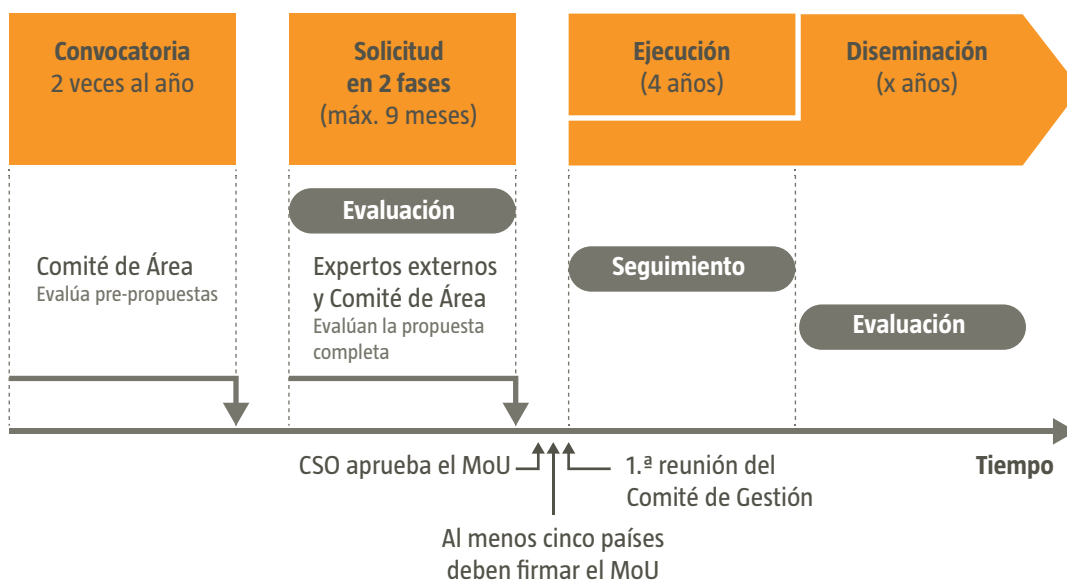 Convocatoria
2 veces al año
Solicitud
en 2 fases
(máx. 9 meses)
Ejecución
(4 años)
Diseminación
(x años)
Evaluación
Comité de Área
Evalúa pre-propuestas
Expertos externos
y Comité de Área
Evalúan la propuesta
completa
Seguimiento
Evaluación
CSO aprueba el MoU
1.ª reunión del
Comité de Gestión
Tiempo
Al menos cinco países
deben firmar el MoU